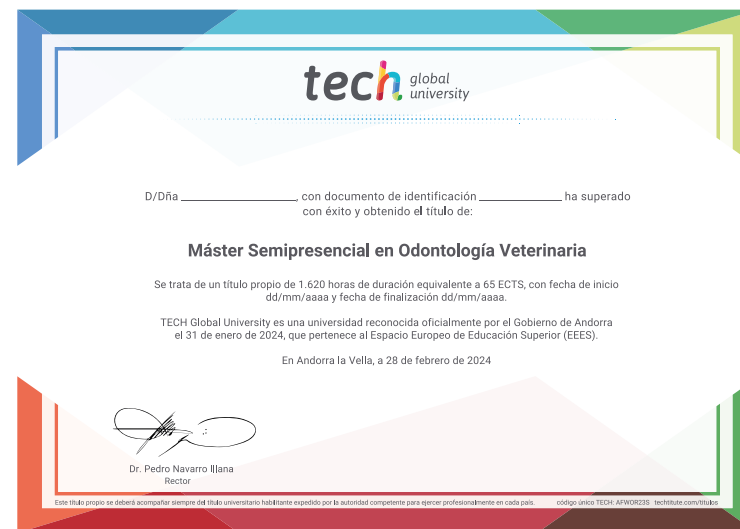 tech global
university
D/Dña ______________, con documento de identificación ______________ ha superado
con éxito y obtenido el título de:
Máster Semipresencial en Odontología Veterinaria
Se trata de un título propio de 1.620 horas de duración equivalente a 65 ECTS, con fecha de inicio
dd/mm/aaaa y fecha de finalización dd/mm/aaaa.
TECH Global University es una universidad reconocida oficialmente por el Gobierno de Andorra
el 31 de enero de 2024, que pertenece al Espacio Europeo de Educación Superior (EEES).
En Andorra la Vella, a 28 de febrero de 2024
Dr. Pedro Navarro Illana
Rector
Este título propio se deberá acompañar siempre del título universitario habilitante expedido por la autoridad competente para ejercer profesionalmente en cada país. código único TECH: AFWOR23S techtitute.com/titulos